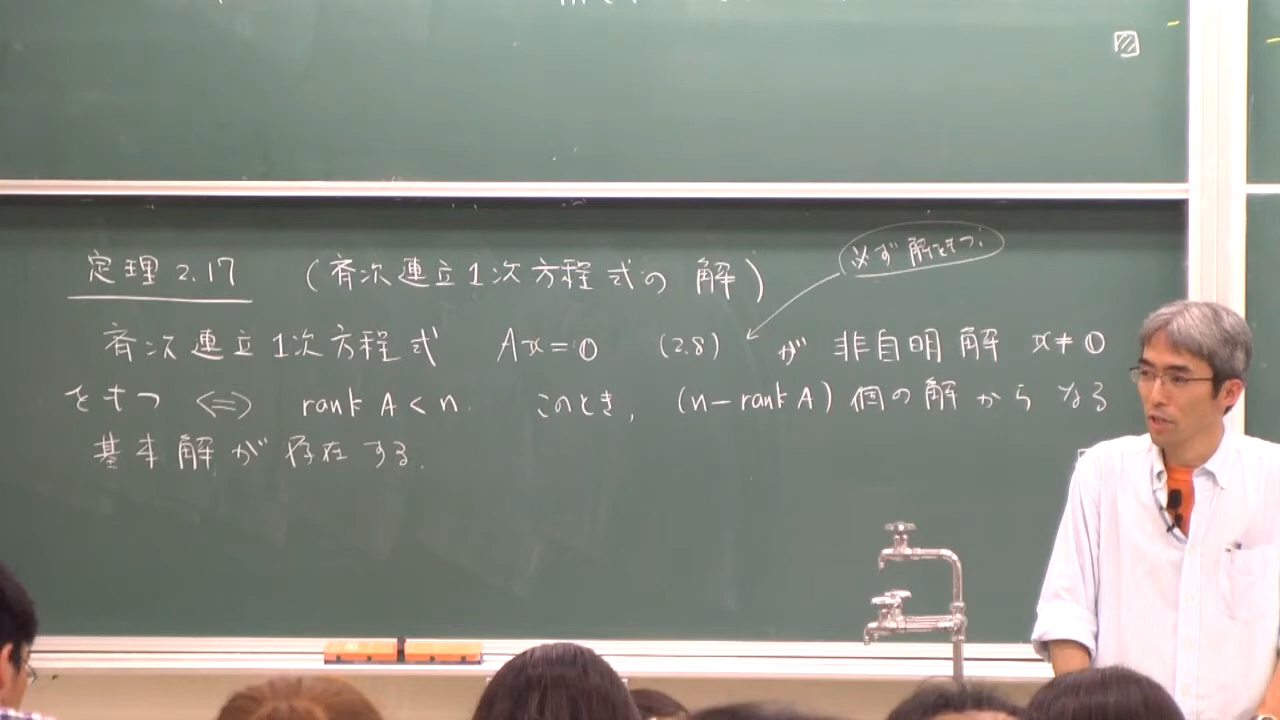 定理 2.17 (斉次連立1次方程式の解)
必ず解をもつ.
斉次連立1次方程式 Ax=0 (2.8) が 非自明解 x≠0
をもつ ⇔ rank A < n. このとき, (n-rank A) 個の解からなる
基本解が存在する.